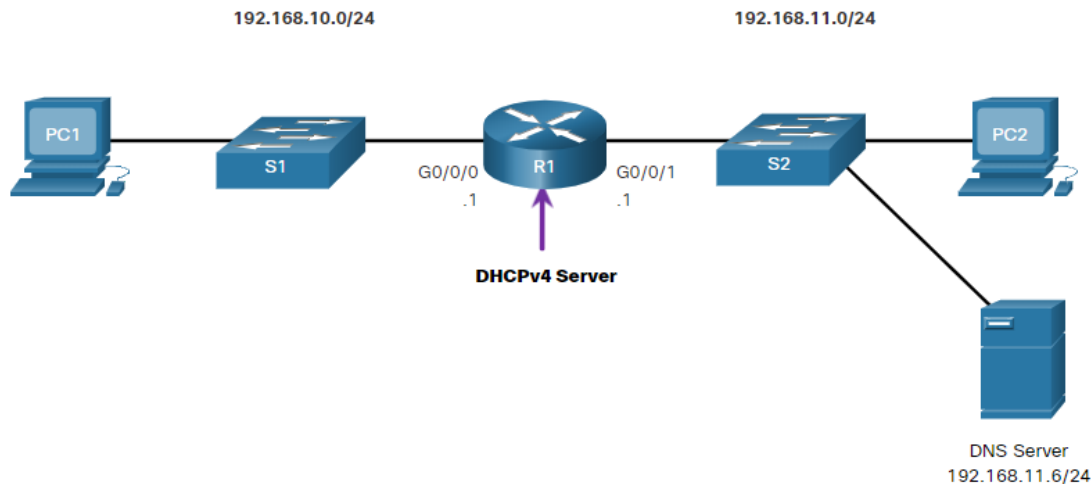 192.168.10.0/24
192.168.11.0/24
PC1
S1
G0/0/0
.1
R1
G0/0/1
.1
S2
PC2
DHCPv4 Server
DNS Server
192.168.11.6/24